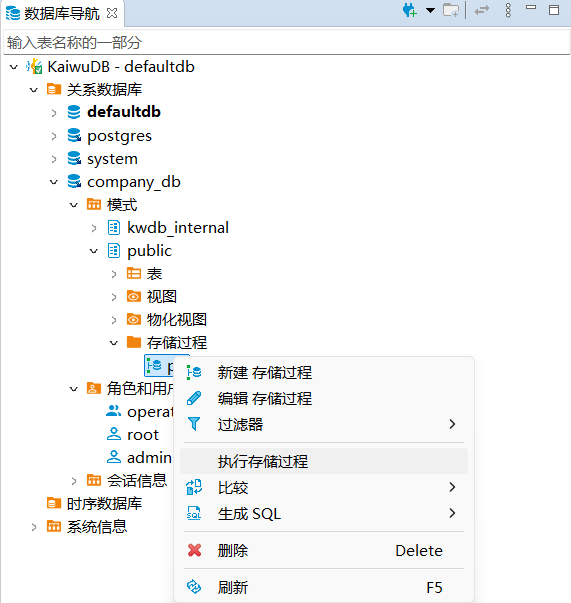 数据库导航
输入表名称的一部分
KaiwuDB - defaultdb
关系数据库
defaultdb
postgres
system
company_db
模式
kwdb_internal
public
表
视图
物化视图
存储过程
新建 存储过程
编辑 存储过程
过滤器
执行存储过程
比较
生成 SQL
删除 Delete
刷新 F5
角色和用户
root
admin
会话信息
时序数据库
系统信息